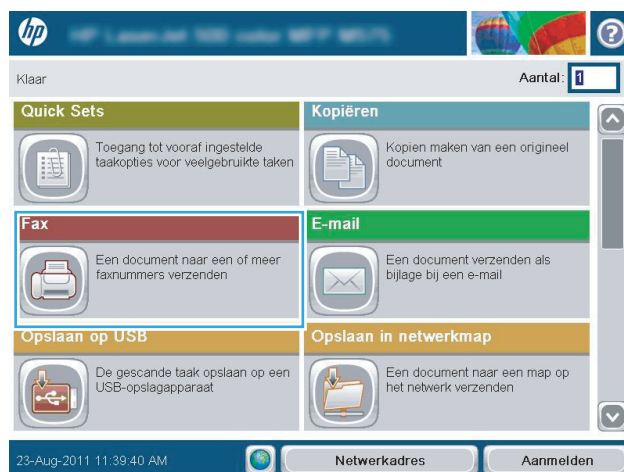 hp
Klaar
Aantal: 1
Quick Sets
Toegang tot vooraf ingestelde
taakopties voor veelgebruikte taken
Kopiëren
Kopien maken van een origineel
document
Fax
Een document naar een of meer
faxnummers verzenden
E-mail
Een document verzenden als
bijlage bij een e-mail
Opslaan op USB
De gescande taak opslaan op een
USB-opslagapparaat
Opslaan in netwerkmap
Een document naar een map op
het netwerk verzenden
23-Aug-2011 11:39:40 AM
Netwerkadres
Aanmelden